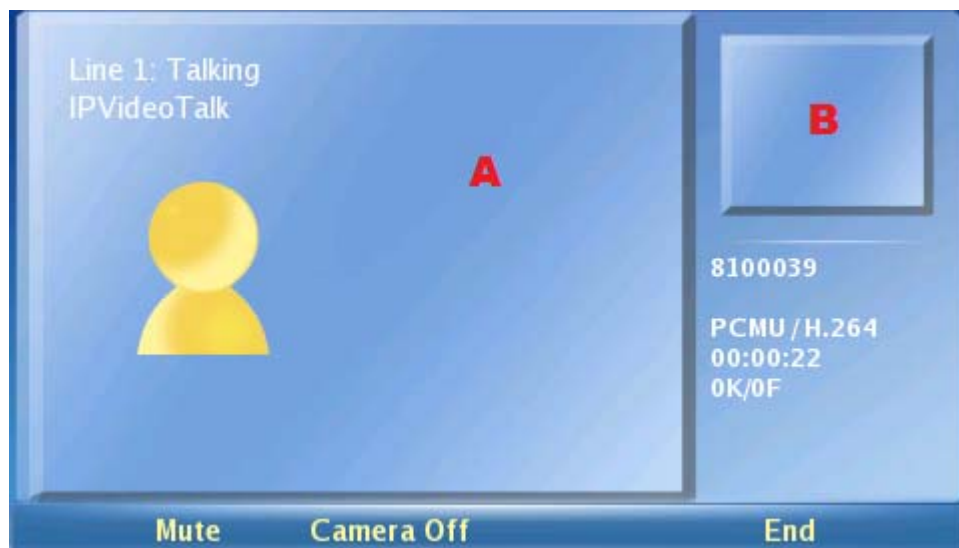 Line 1: Talking
IPVideoTalk
A
B
8100039
PCMU/H.264
00:00:22
0K/0F
Mute Camera Off End